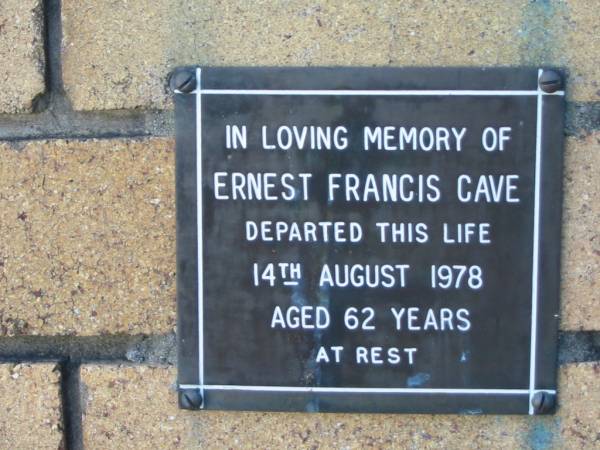 IN LOVING MEMORY OF
ERNEST FRANCIS CAVE
DEPARTED THIS LIFE
14TH AUGUST 1978
AGED 62 YEARS
AT REST